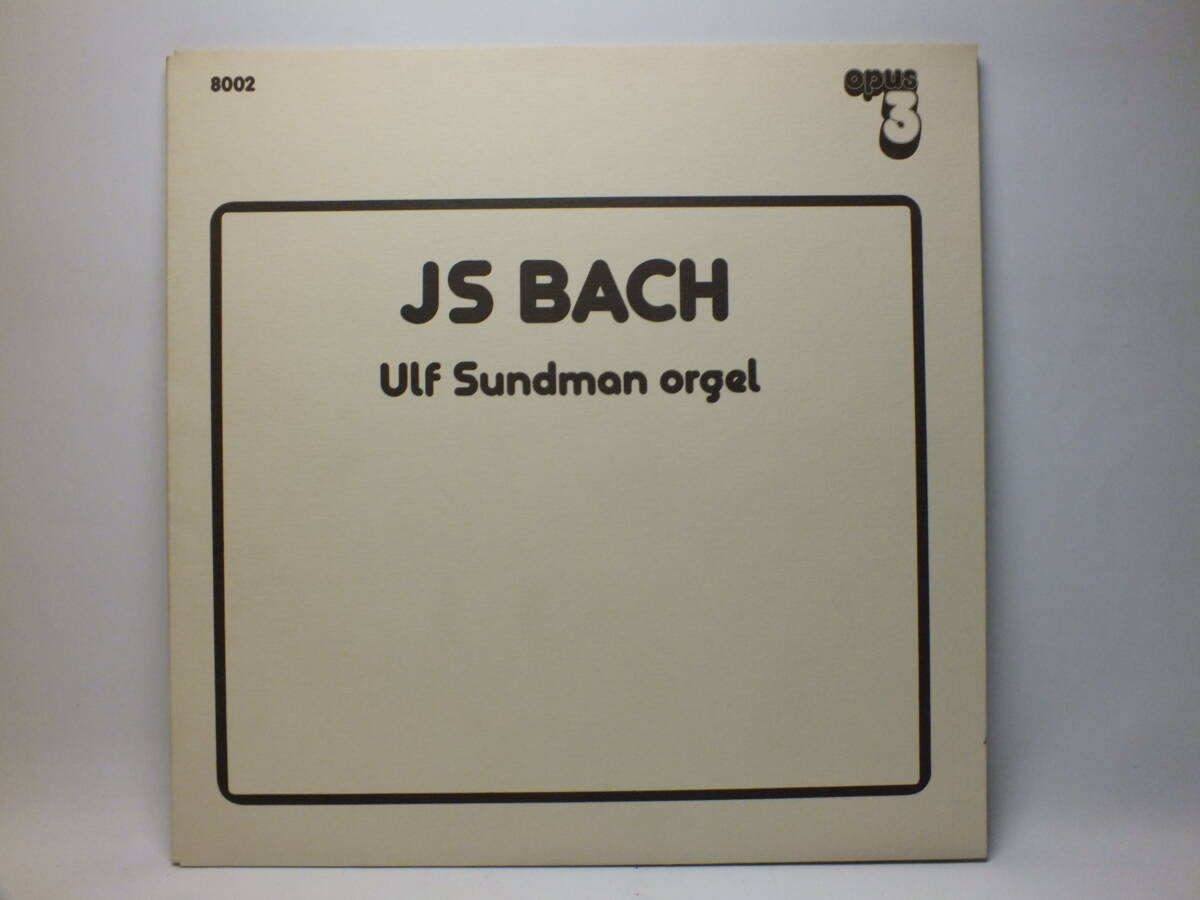 8002
opus
3
JS BACH
Ulf Sundman orgel